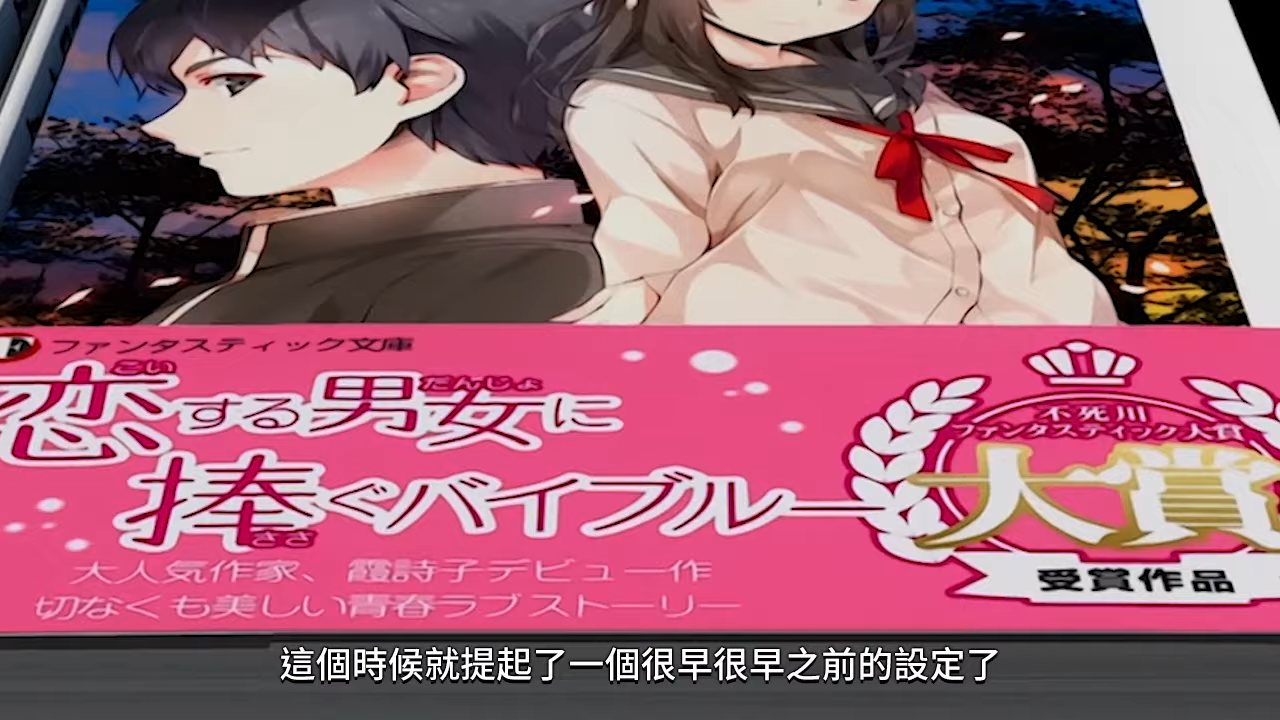 ファンタスティック文庫
こい だんじょ
恋する男女に
捧ぐバイブルー
ささ
大人気作家、霞詩子デビュー作
切なくも美しい青春ラブストーリー
不死川
ファンタスティック大賞
大賞
受賞作品
這個時候就提起了一個很早很早之前的設定了